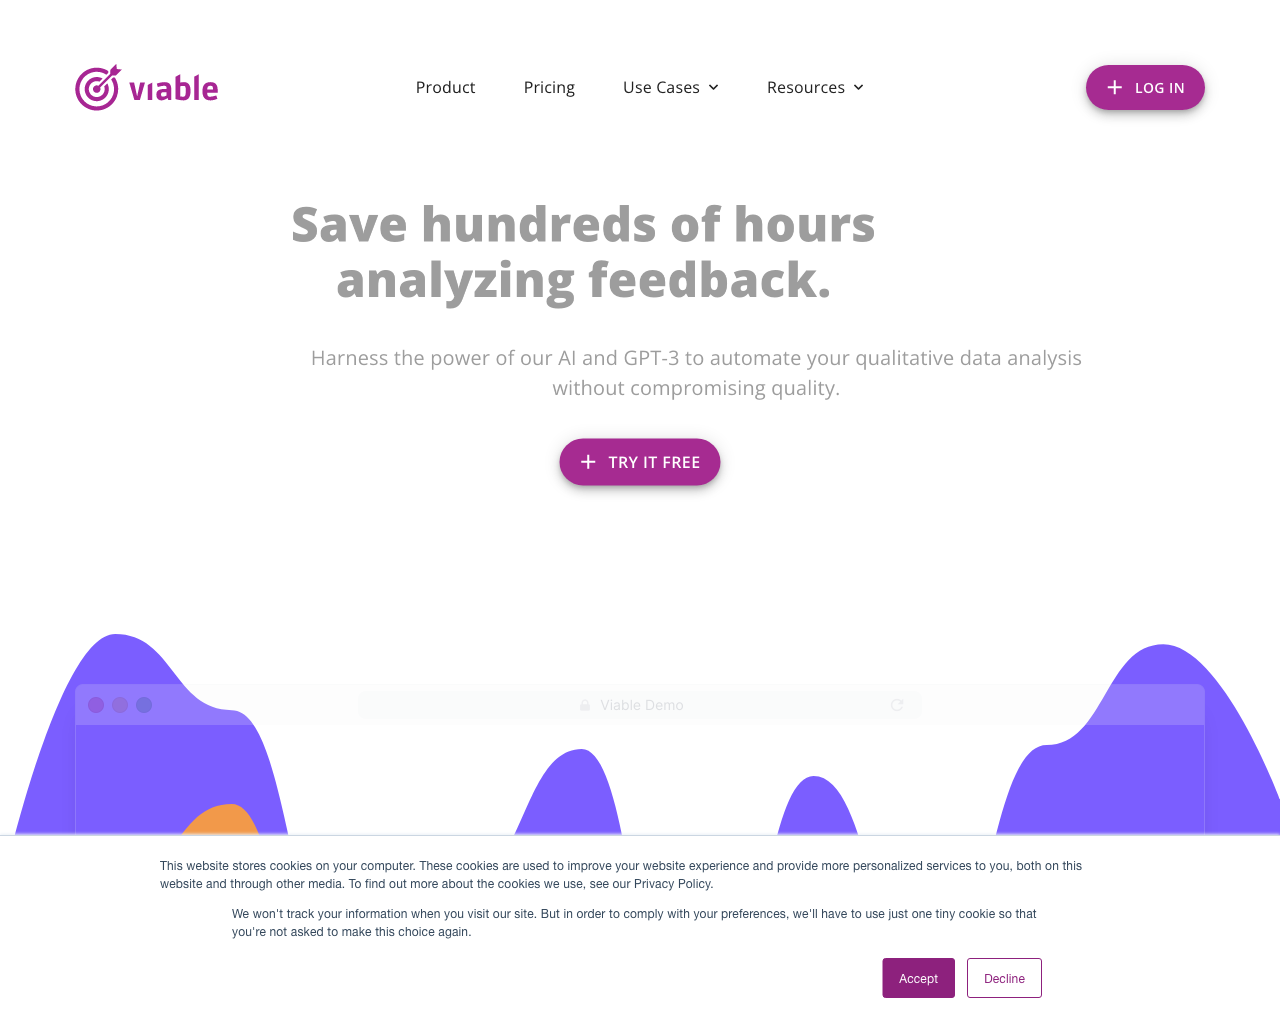 viable
Product
Pricing
Use Cases
Resources
LOG IN
Save hundreds of hours
analyzing feedback.
Harness the power of our AI and GPT-3 to automate your qualitative data analysis
without compromising quality.
TRY IT FREE
Viable Demo
This website stores cookies on your computer. These cookies are used to improve your website experience and provide more personalized services to you, both on this
website and through other media. To find out more about the cookies we use, see our Privacy Policy.
We won't track your information when you visit our site. But in order to comply with your preferences, we'll have to use just one tiny cookie so that
you're not asked to make this choice again.
Accept
Decline